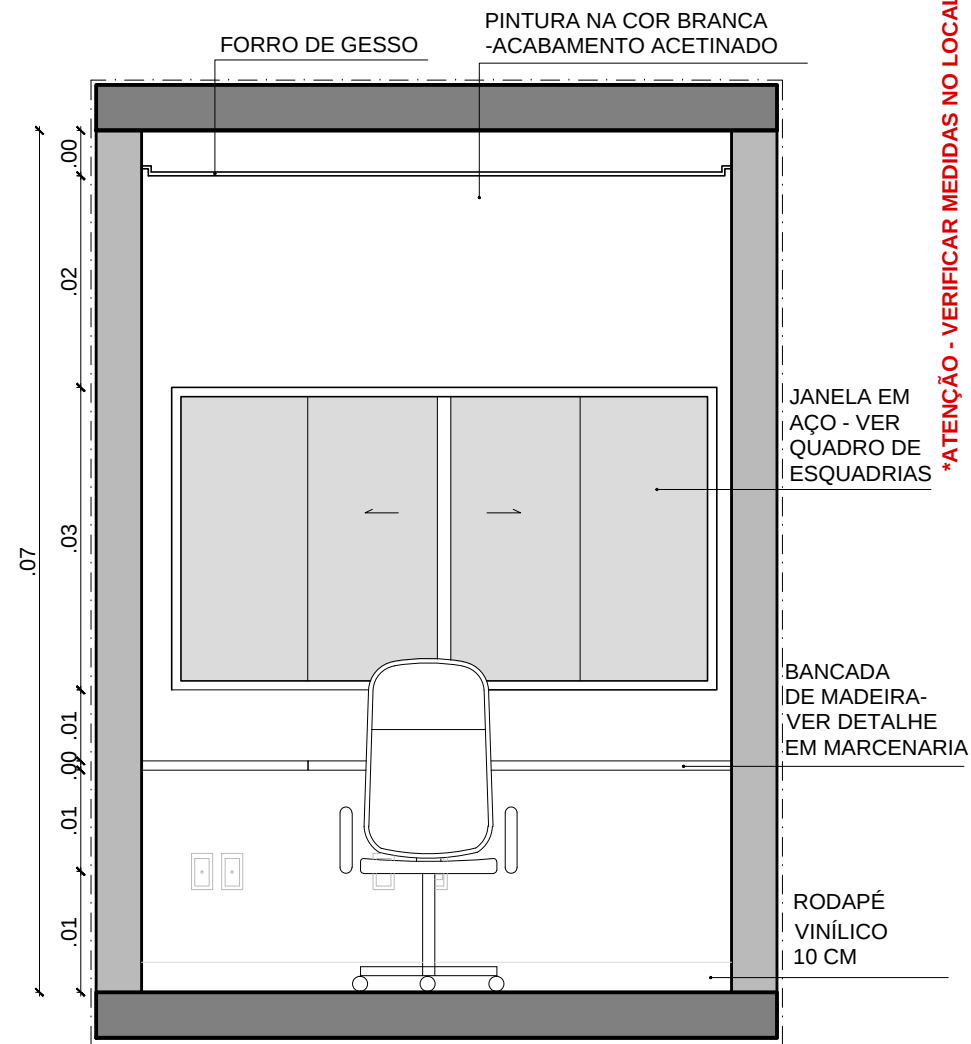 FORRO DE GESSO
PINTURA NA COR BRANCA
-ACABAMENTO ACETINADO
*ATENÇÃO - VERIFICAR MEDIDAS NO LOCAL
.00
.02
.03
.07
.01
.00
.01
.01
JANELA EM
AÇO - VER
QUADRO DE
ESQUADRIAS
BANCADA
DE MADEIRA-
VER DETALHE
EM MARCENARIA
RODAPÉ
VINÍLICO
10 CM